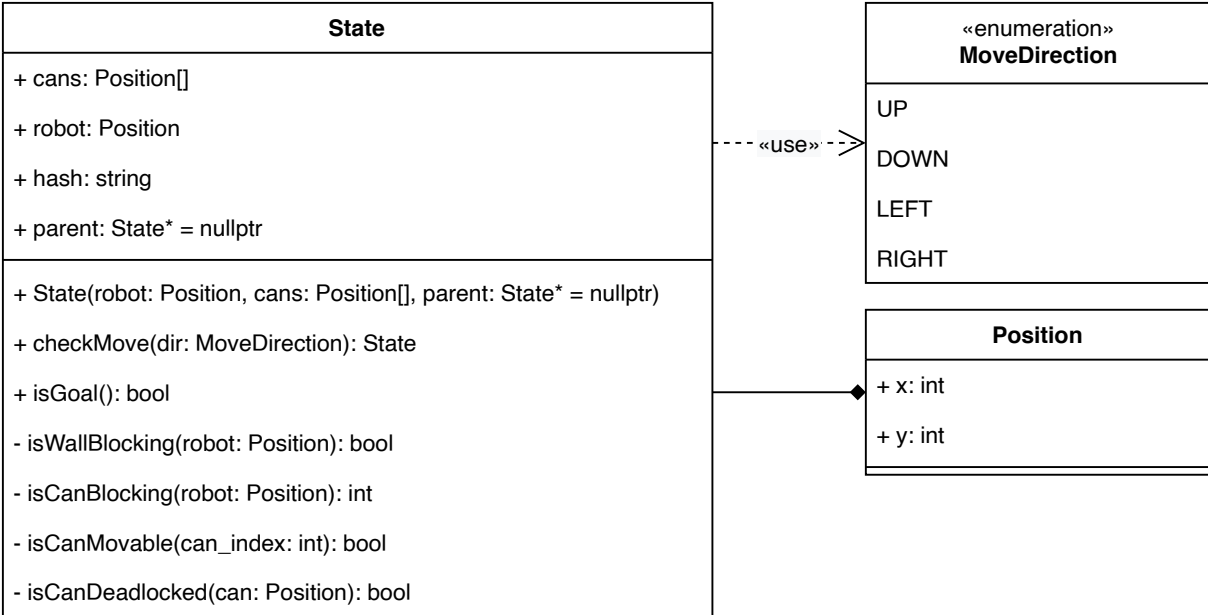 State
+ cans: Position[]
+ robot: Position
+ hash: string
+ parent: State* = nullptr
+ State(robot: Position, cans: Position[], parent: State* = nullptr)
+ checkMove(dir: MoveDirection): State
+ isGoal(): bool
- isWallBlocking(robot: Position): bool
- isCanBlocking(robot: Position): int
- isCanMovable(can_index: int): bool
- isCanDeadlocked(can: Position): bool
«use»
«enumeration»
MoveDirection
UP
DOWN
LEFT
RIGHT
Position
+ x: int
+ y: int